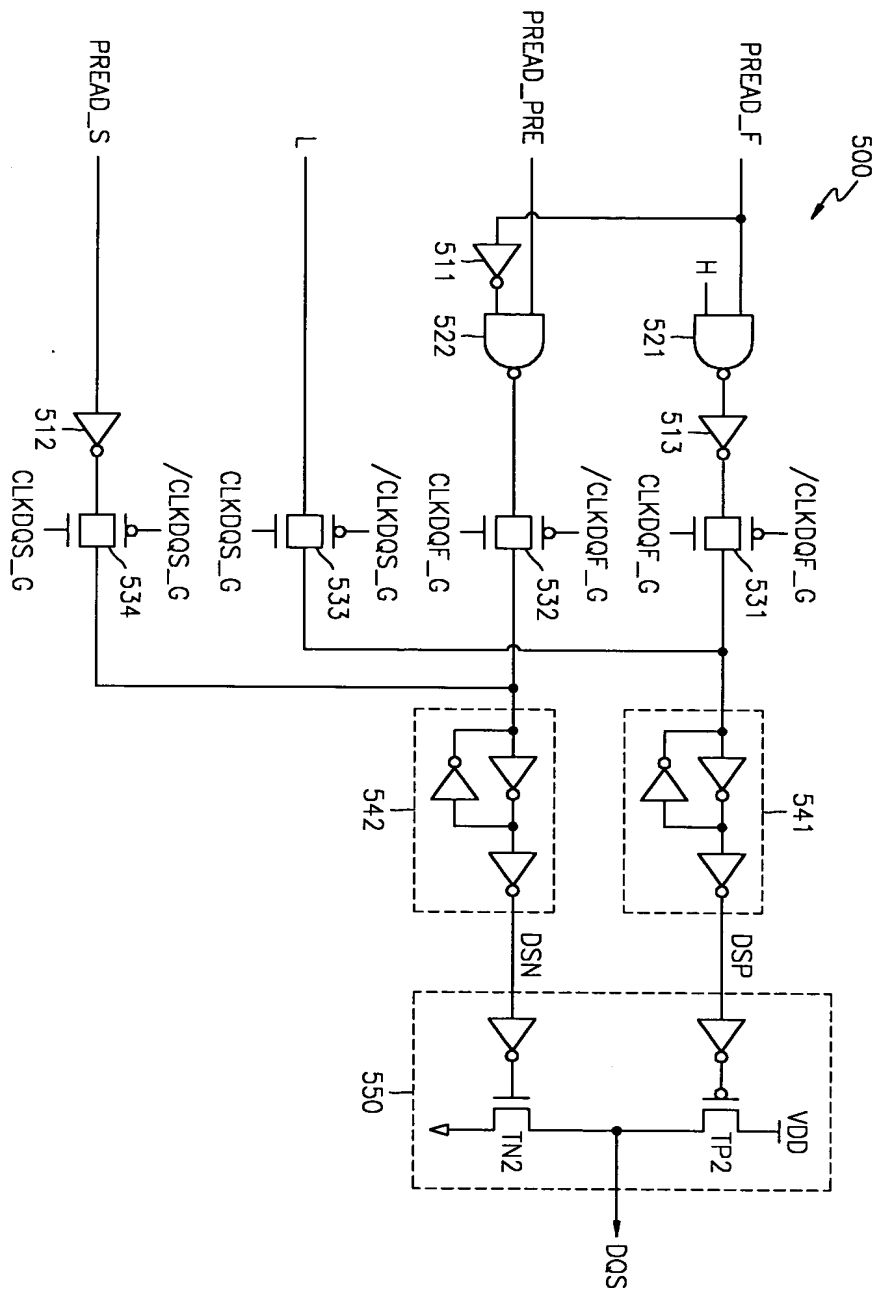 500
PREAD_F
PREAD_PRE
L
PREAD_S
H
511
521
522
513
512
/CLKDQF_G
CLKDQF_G
531
/CLKDQF_G
CLKDQF_G
532
/CLKDQS_G
CLKDQS_G
533
/CLKDQS_G
CLKDQS_G
534
541
542
DSP
DSN
VDD
TP2
TN2
550
DQS